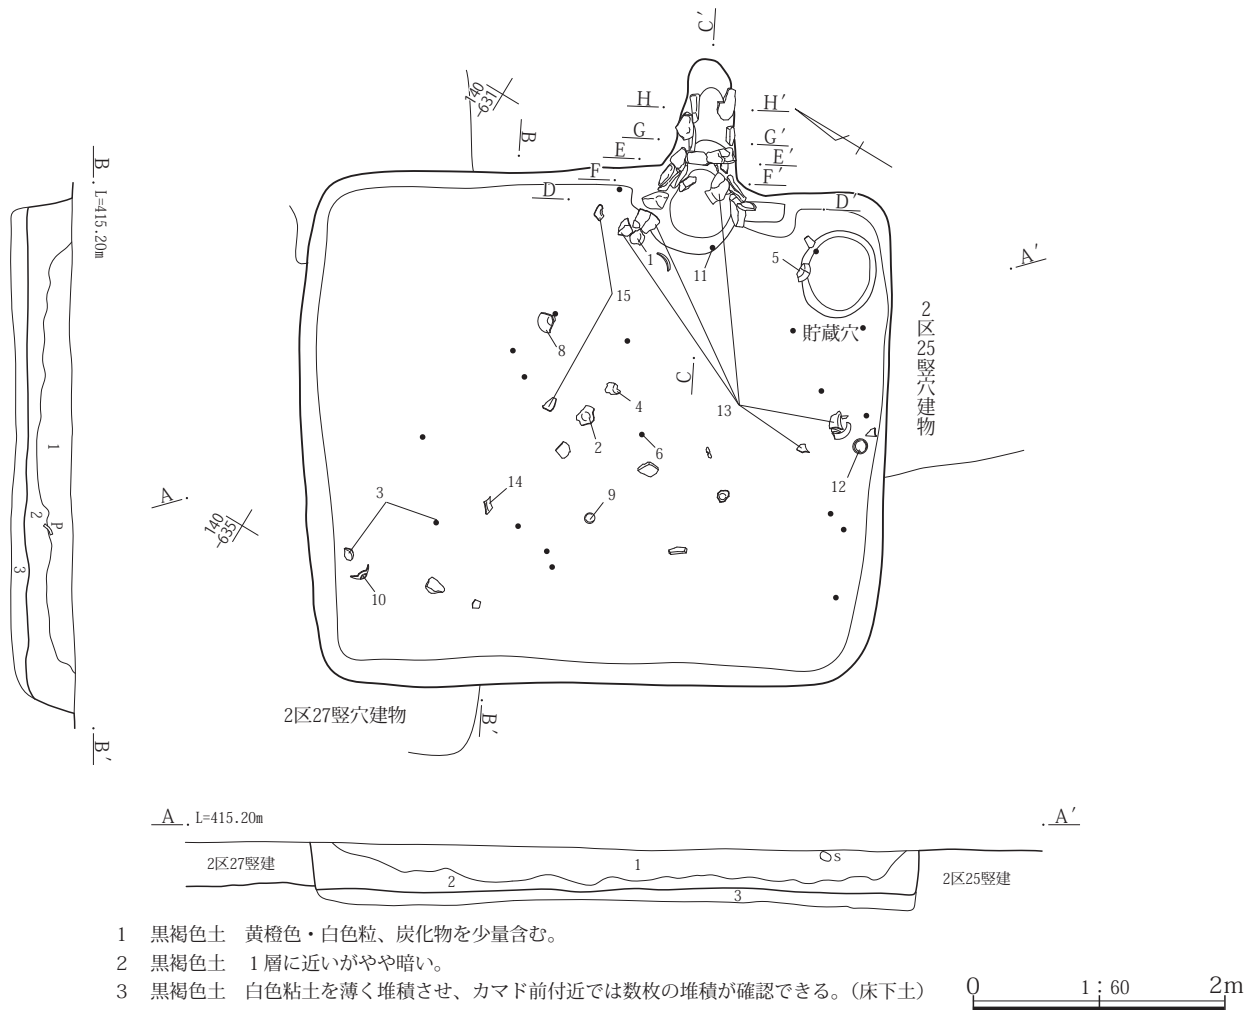 C′
140
-631
H
H′
G
G′
E
E′
F
F′
D
D′
B
B
L=415.20m
A′
1
11
5
15
貯蔵穴
8
4
13
2
6
12
14
9
3
10
C
2区25竪穴建物
A
140
-635
1
2
P
3
2区27竪穴建物
B′
B′
A
L=415.20m
A′
2区27竪建
1
S
2
3
2区25竪建
1 黒褐色土 黄橙色・白色粒、炭化物を少量含む。
2 黒褐色土 1層に近いがやや暗い。
3 黒褐色土 白色粘土を薄く堆積させ、カマド前付近では数枚の堆積が確認できる。（床下土）
0
1：60
2m